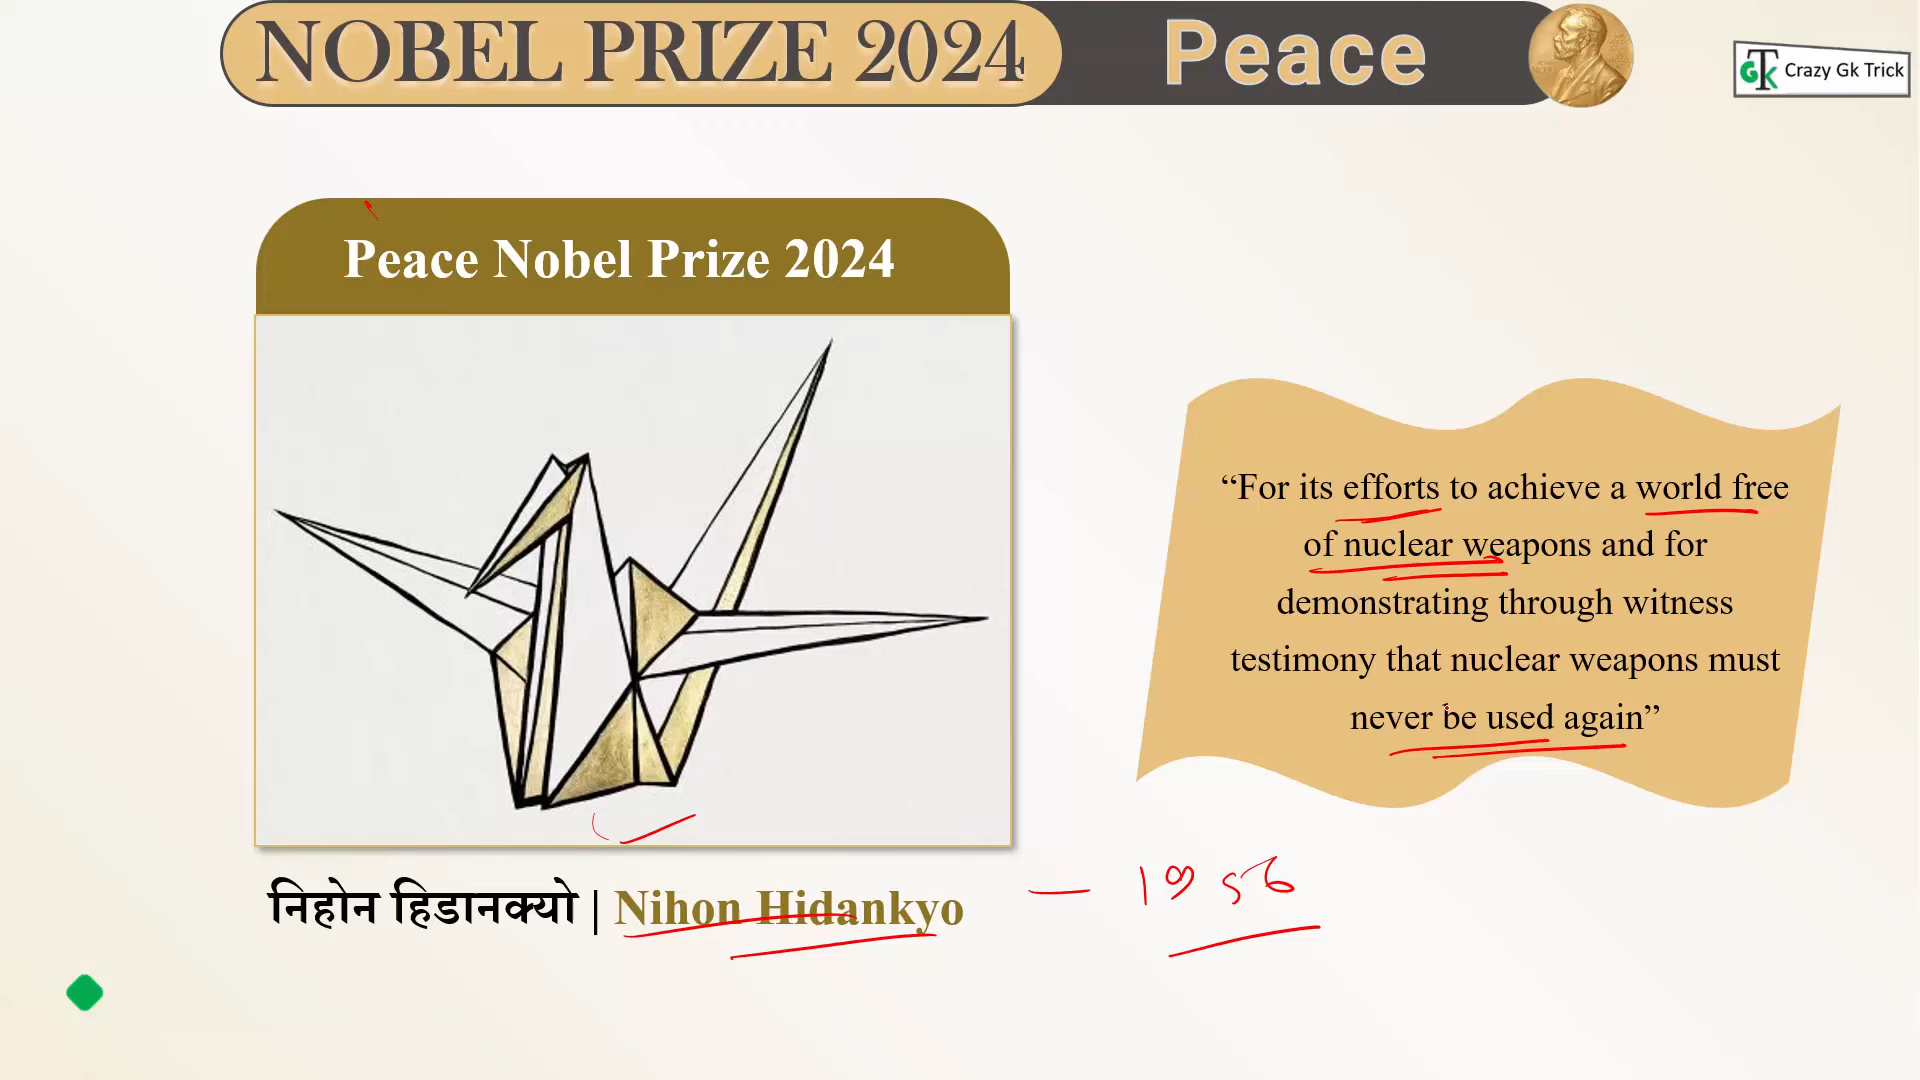 NOBEL PRIZE 2024 Peace
GTK Crazy Gk Trick
Peace Nobel Prize 2024
“For its efforts to achieve a world free
of nuclear weapons and for
demonstrating through witness
testimony that nuclear weapons must
never be used again”
निहोन हिडानक्यो | Nihon Hidankyo — 1956